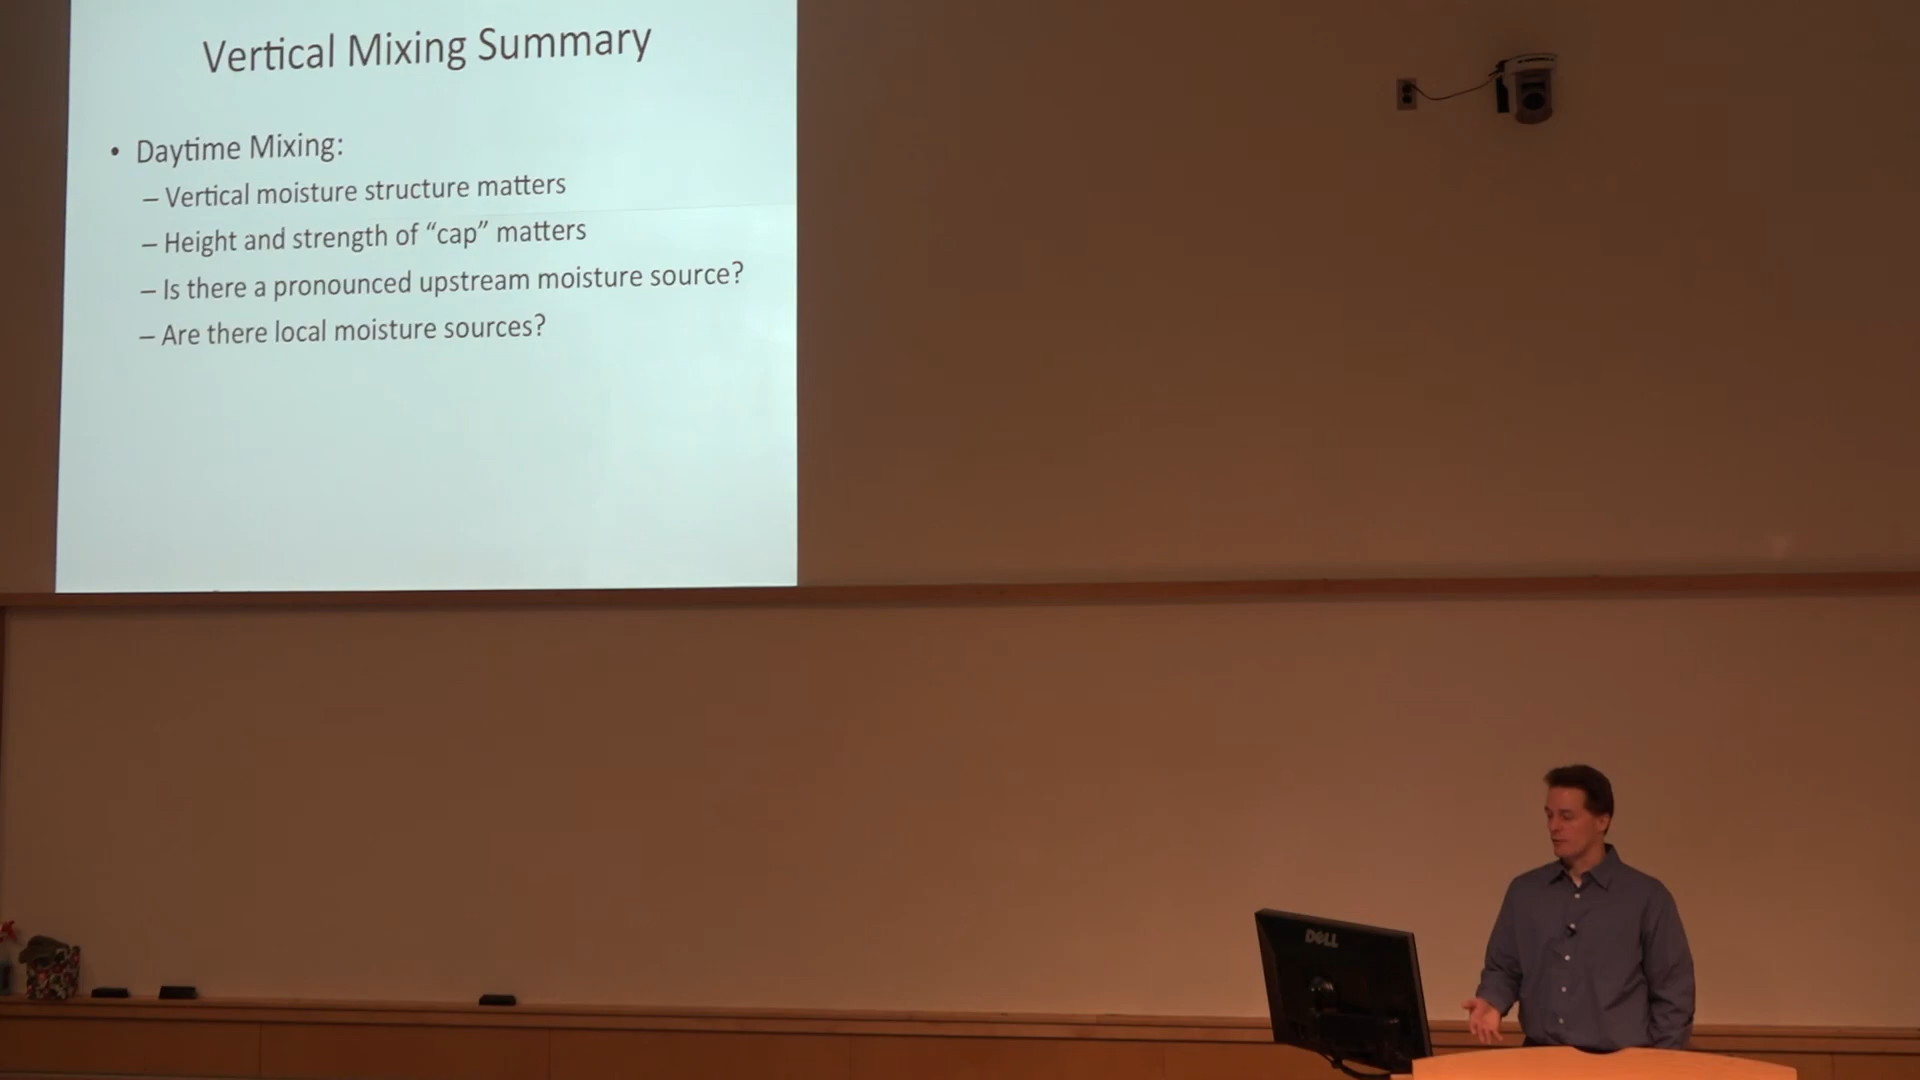 Vertical Mixing Summary
• Daytime Mixing:
– Vertical moisture structure matters
– Height and strength of “cap” matters
– Is there a pronounced upstream moisture source?
– Are there local moisture sources?
DELL